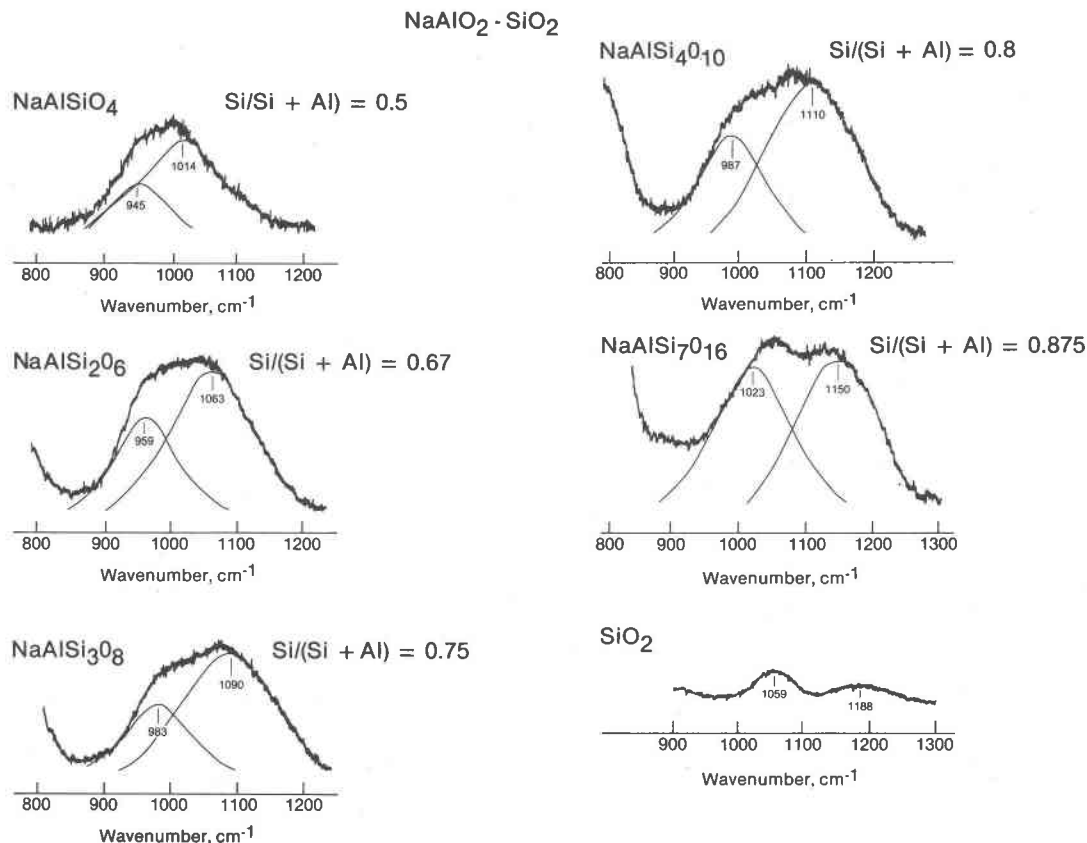 NaAlO2 - SiO2
NaAlSiO4 Si/Si + Al) = 0.5
1014
945
800 900 1000 1100 1200
Wavenumber, cm-1
NaAlSi2O6 Si/(Si + Al) = 0.67
1063
959
800 900 1000 1100 1200
Wavenumber, cm-1
NaAlSi3O8 Si/(Si + Al) = 0.75
1090
983
800 900 1000 1100 1200
Wavenumber, cm-1
NaAlSi4O10 Si/(Si + Al) = 0.8
1110
987
800 900 1000 1100 1200
Wavenumber, cm-1
NaAlSi7O16 Si/(Si + Al) = 0.875
1023
1150
800 900 1000 1100 1200 1300
Wavenumber, cm-1
SiO2
1059
1188
900 1000 1100 1200 1300
Wavenumber, cm-1